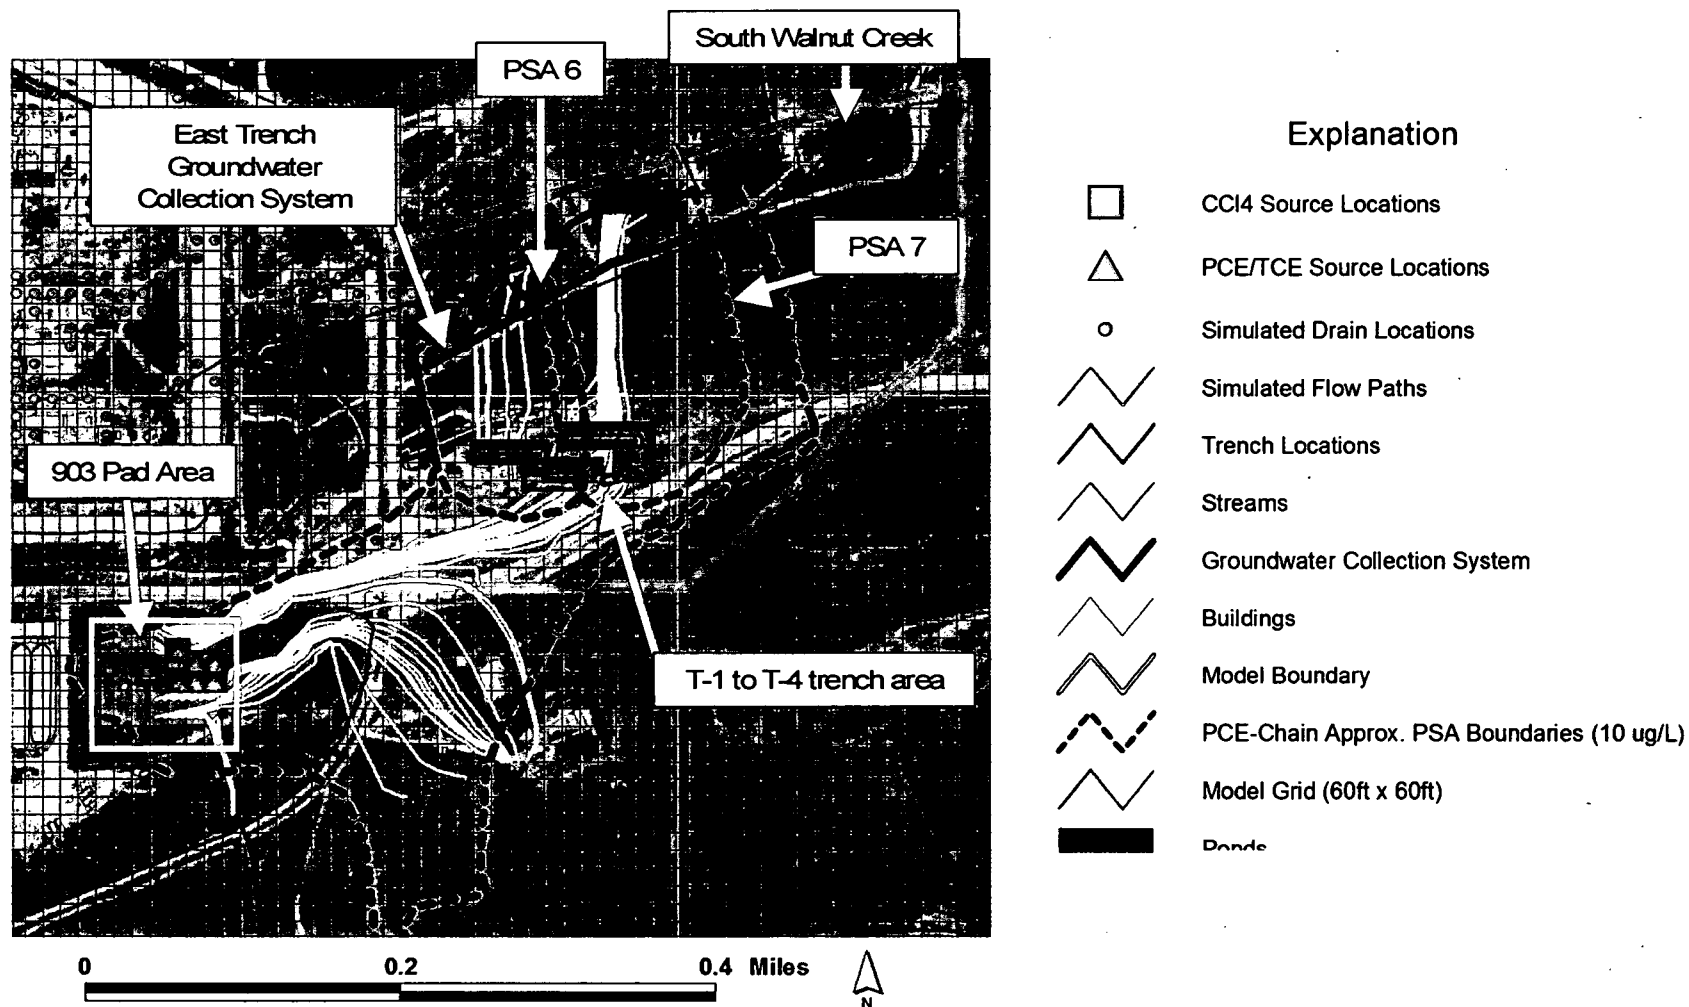 South Walnut Creek
PSA 6
East Trench
Groundwater
Collection System
PSA 7
903 Pad Area
T-1 to T-4 trench area
0
0.2
0.4 Miles
N
Explanation
CCl4 Source Locations
PCE/TCE Source Locations
Simulated Drain Locations
Simulated Flow Paths
Trench Locations
Streams
Groundwater Collection System
Buildings
Model Boundary
PCE-Chain Approx. PSA Boundaries (10 ug/L)
Model Grid (60ft x 60ft)
Ponds